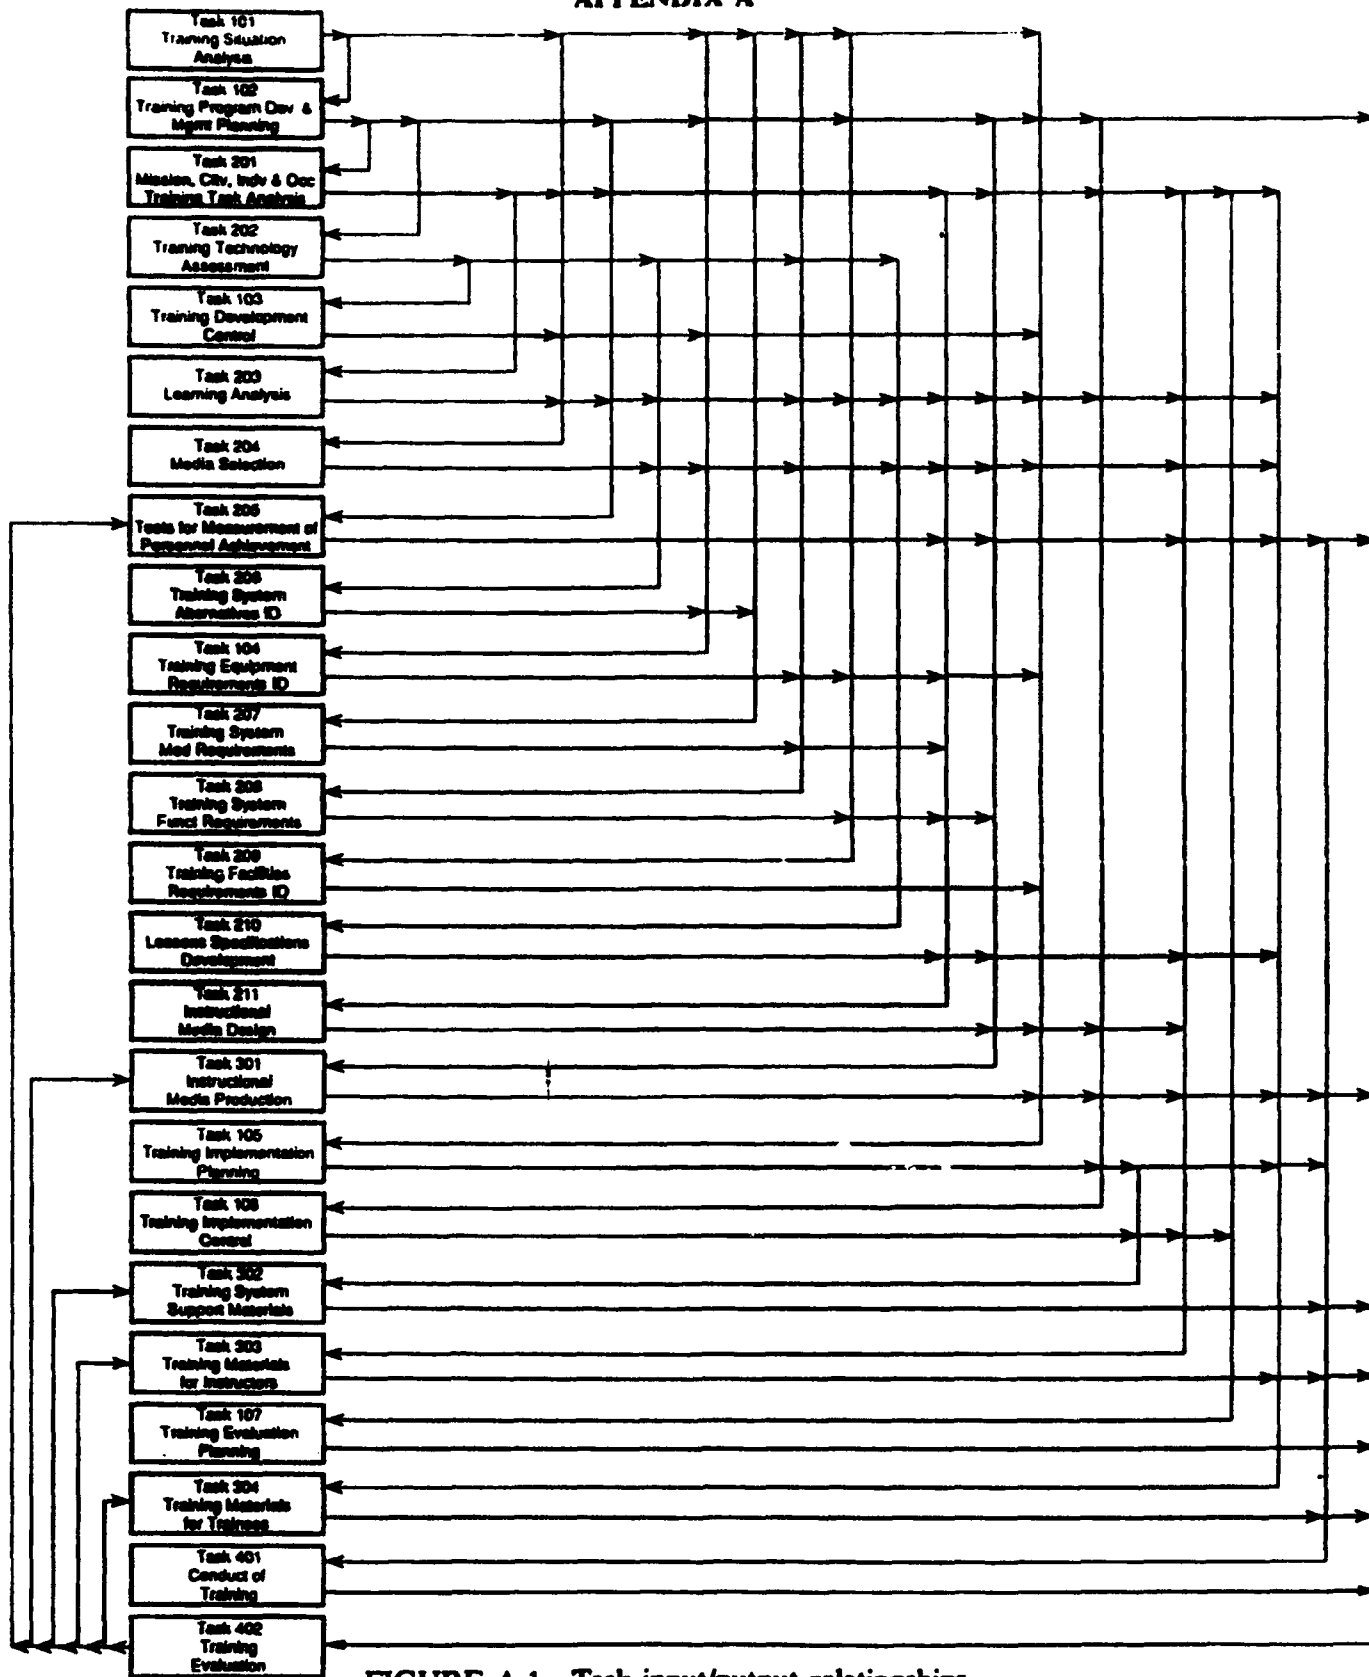 APPENDIX A
Task 101
Training Situation
Analysis
Task 102
Training Program Dev &
Mgmt Planning
Task 201
Mission, Cltv, Indv & Occ
Training Task Analysis
Task 202
Training Technology
Assessment
Task 103
Training Development
Control
Task 203
Learning Analysis
Task 204
Media Selection
Task 205
Tests for Measurement of
Personnel Achievement
Task 206
Training System
Alternatives ID
Task 104
Training Equipment
Requirements ID
Task 207
Training System
Mod Requirements
Task 208
Training System
Funct Requirements
Task 209
Training Facilities
Requirements ID
Task 210
Lessons Specifications
Development
Task 211
Instructional
Media Design
Task 301
Instructional
Media Production
Task 105
Training Implementation
Planning
Task 106
Training Implementation
Control
Task 302
Training System
Support Materials
Task 303
Training Materials
for Instructors
Task 107
Training Evaluation
Planning
Task 304
Training Materials
for Trainees
Task 401
Conduct of
Training
Task 402
Training
Evaluation
FIGURE A-1. Task input/output relationships